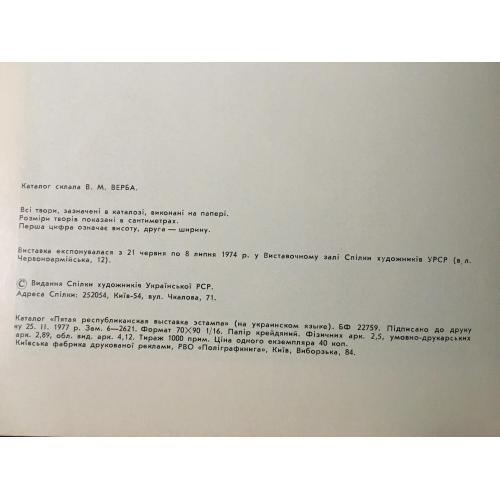 Каталог склала В. М. ВЕРБА.
Всі твори, зазначені в каталозі, виконані на папері.
Розміри творів показані в сантиметрах.
Перша цифра означає висоту, друга — ширину.
Виставка експонувалася з 21 червня по 8 липня 1974 р. у Виставочному залі Спілки художників УРСР (вул.
Червоноармійська, 12).
© Видання Спілки художників Української РСР.
Адреса Спілки: 252054, Київ-54, вул. Чкалова, 71.
Каталог «Пятая республиканская выставка эстампа» (на украинском языке). БФ 22759. Підписано до друку
ку 25. II. 1977 р. Зам. 6—2621. Формат 70×90 1/16. Папір крейдяний. Фізичних арк. 2,5, умовно-друкарських
арк. 2,89, обл. вид. арк. 4,12. Тираж 1000 прим. Ціна одного екземпляра 40 коп.
Київська фабрика друкованої реклами, РВО «Поліграфкнига», Київ, Виборзька, 84.